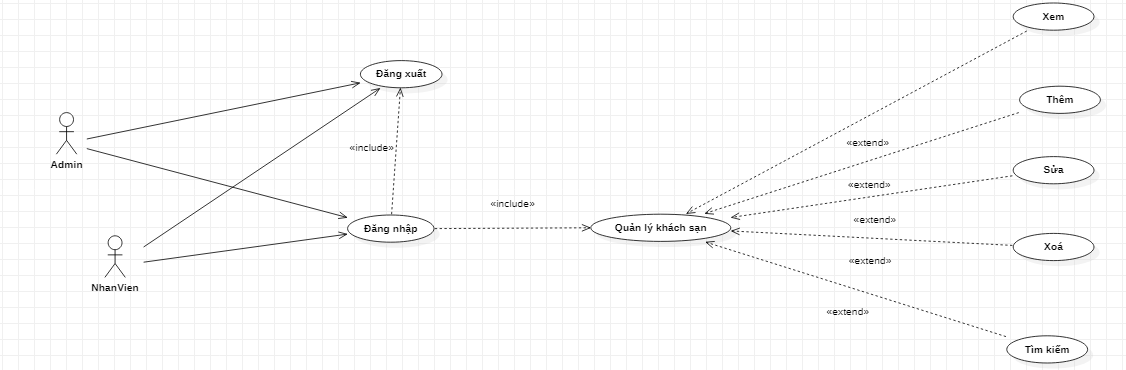 Xem
Đăng xuất
Thêm
Admin
«include»
«extend»
Sửa
«extend»
«include»
«extend»
Đăng nhập
Quản lý khách sạn
Xoá
«extend»
NhanVien
«extend»
Tìm kiếm